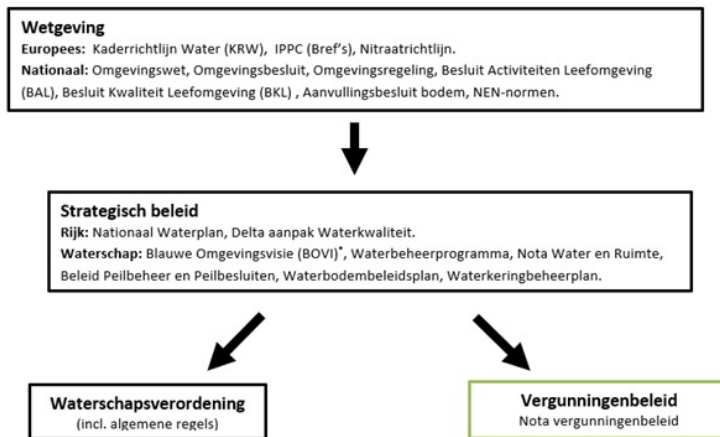 Wetgeving
Europees: Kaderrichtlijn Water (KRW), IPPC (Bref's), Nitraatrichtlijn.
Nationaal: Omgevingswet, Omgevingsbesluit, Omgevingsregeling, Besluit Activiteiten Leefomgeving
(BAL), Besluit Kwaliteit Leefomgeving (BKL) , Aanvullingsbesluit bodem, NEN-normen.
Strategisch beleid
Rijk: Nationaal Waterplan, Delta aanpak Waterkwaliteit.
Waterschap: Blauwe Omgevingsvisie (BOVI)*, Waterbeheerprogramma, Nota Water en Ruimte,
Beleid Peilbeheer en Peilbesluiten, Waterbodembeleidsplan, Waterkeringbeheerplan.
Waterschapsverordening
(incl. algemene regels)
Vergunningenbeleid
Nota vergunningenbeleid